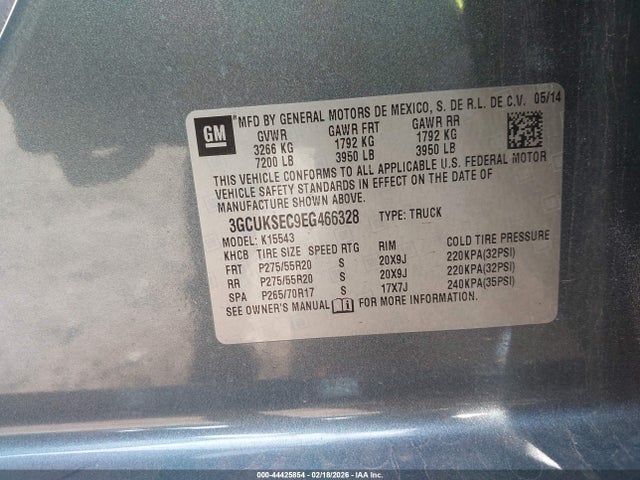 GM
*MFD BY GENERAL MOTORS DE MEXICO, S. DE R.L. DE C.V. 05/14
GVWR GAWR FRT GAWR RR
3266 KG 1792 KG 1792 KG
7200 LB 3950 LB 3950 LB
THIS VEHICLE CONFORMS TO ALL APPLICABLE U.S. FEDERAL MOTOR
VEHICLE SAFETY STANDARDS IN EFFECT ON THE DATE OF
MANUFACTURE SHOWN ABOVE.
3GCUKSEC9EG466328 TYPE: TRUCK
MODEL: K15543
KHCB TIRE SIZE SPEED RTG RIM COLD TIRE PRESSURE
FRT P275/55R20 S 20X9J 220KPA(32PSI)
RR P275/55R20 S 20X9J 220KPA(32PSI)
SPA P265/70R17 S 17X7J 240KPA(35PSI)
SEE OWNER'S MANUAL FOR MORE INFORMATION.
000-44425854 - 02/18/2026 - IAA Inc.